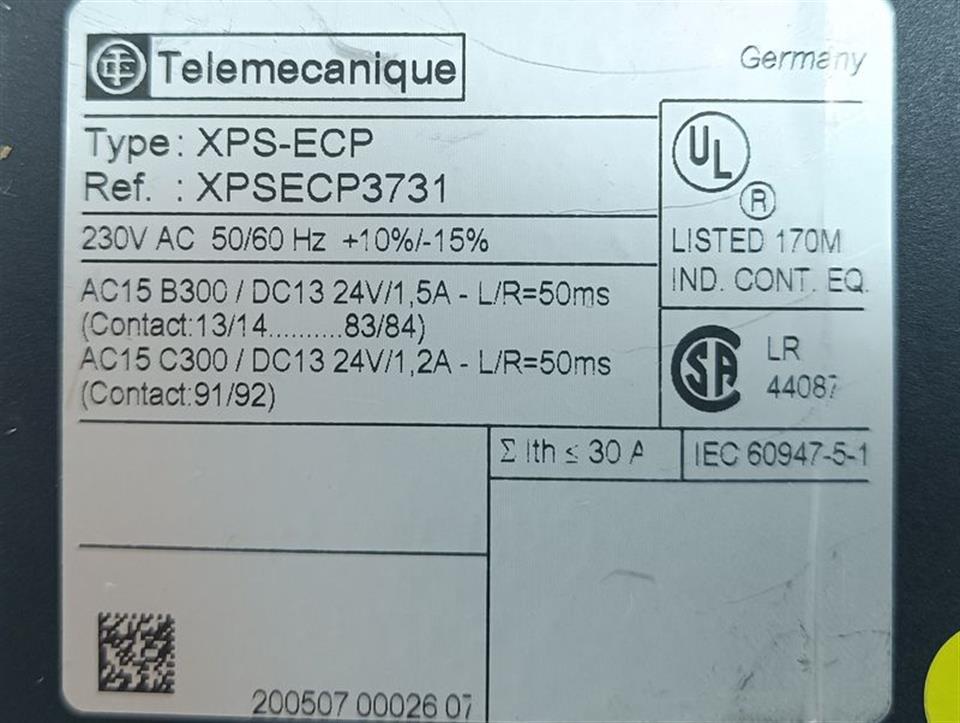 Telemecanique
Germany
Type: XPS-ECP
Ref. : XPSECP3731
230V AC 50/60 Hz +10%/-15%
AC15 B300 / DC13 24V/1,5A - L/R=50ms
(Contact:13/14..........83/84)
AC15 C300 / DC13 24V/1,2A - L/R=50ms
(Contact:91/92)
UL
R
LISTED 170M
IND. CONT. EQ.
SA
LR
44087
Σ Ith ≤ 30 A
IEC 60947-5-1
200507 00026 07